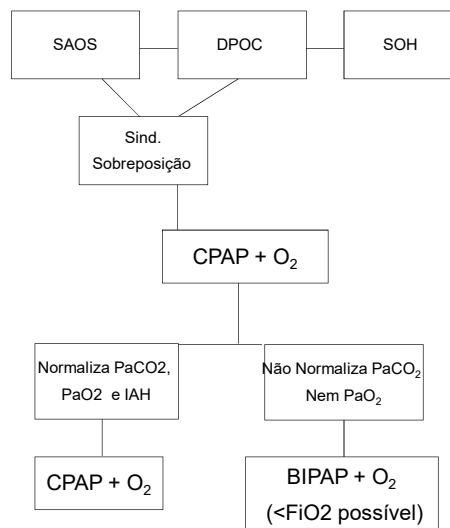 SAOS
DPOC
SOH
Sind.
Sobreposição
CPAP + O₂
Normaliza PaCO2,
PaO2 e IAH
Não Normaliza PaCO₂
Nem PaO₂
CPAP + O₂
BIPAP + O₂
(<FiO2 possível)